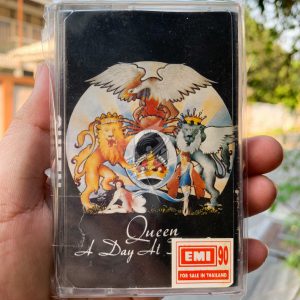 Queen
A Day At
EMI 90
FOR SALE IN THAILAND